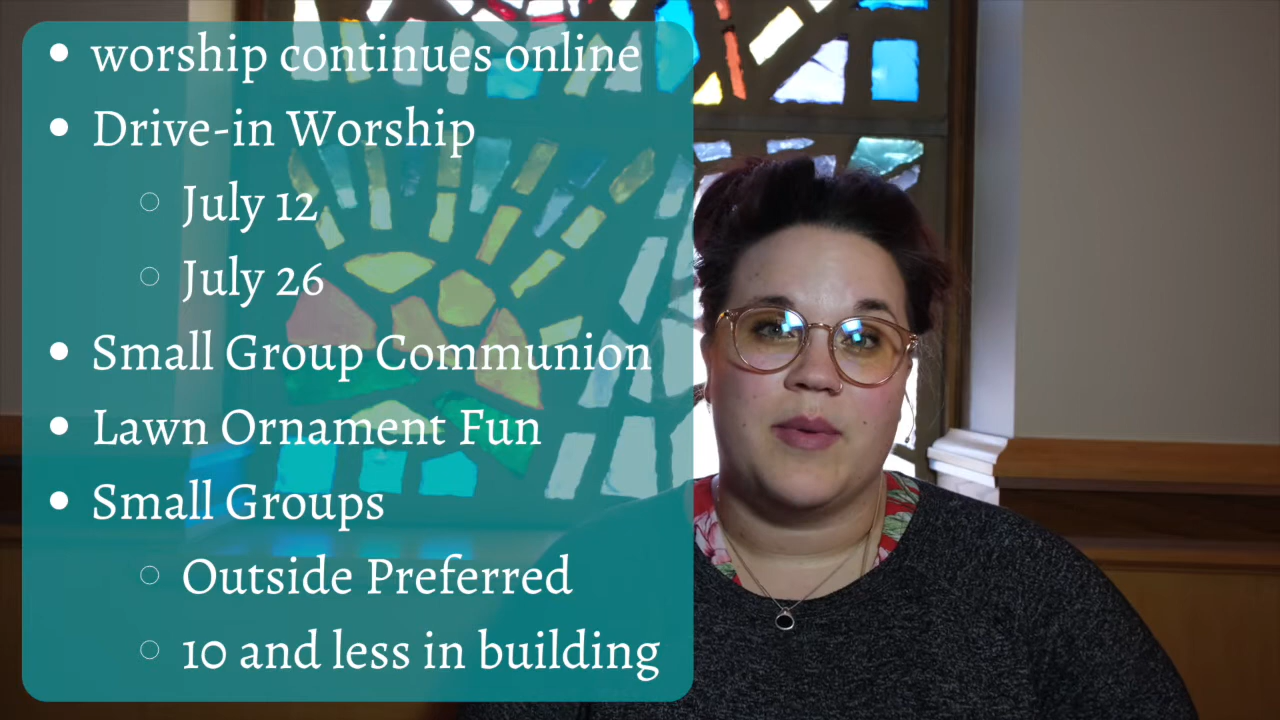 worship continues online
Drive-in Worship
July 12
July 26
Small Group Communion
Lawn Ornament Fun
Small Groups
Outside Preferred
10 and less in building